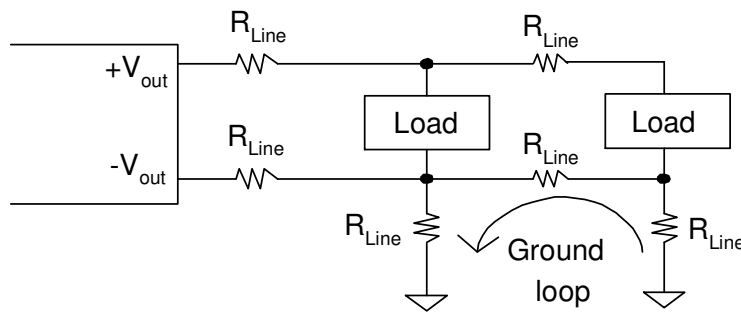 R_Line
R_Line
+V_out
Load
Load
R_Line
R_Line
-V_out
R_Line
R_Line
Ground
loop